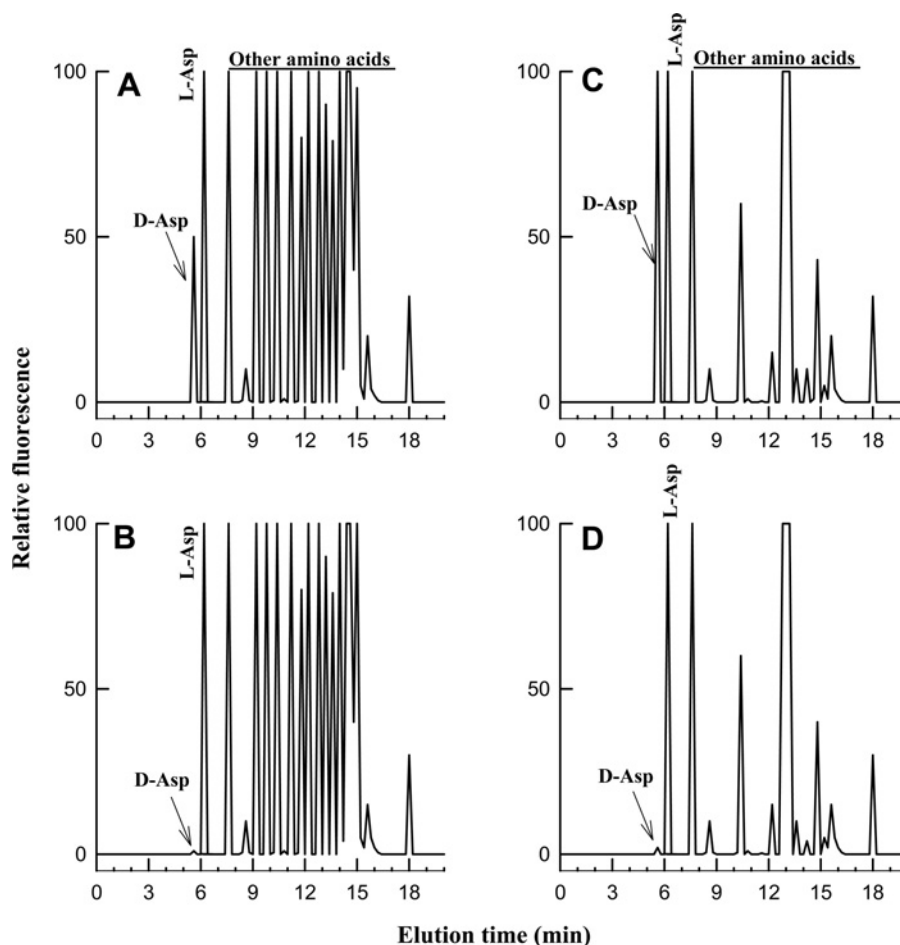 A
L-Asp
Other amino acids
D-Asp
100
50
0
0 3 6 9 12 15 18
C
L-Asp
Other amino acids
D-Asp
100
50
0
0 3 6 9 12 15 18
Relative fluorescence
B
L-Asp
D-Asp
100
50
0
0 3 6 9 12 15 18
D
L-Asp
D-Asp
100
50
0
0 3 6 9 12 15 18
Elution time (min)